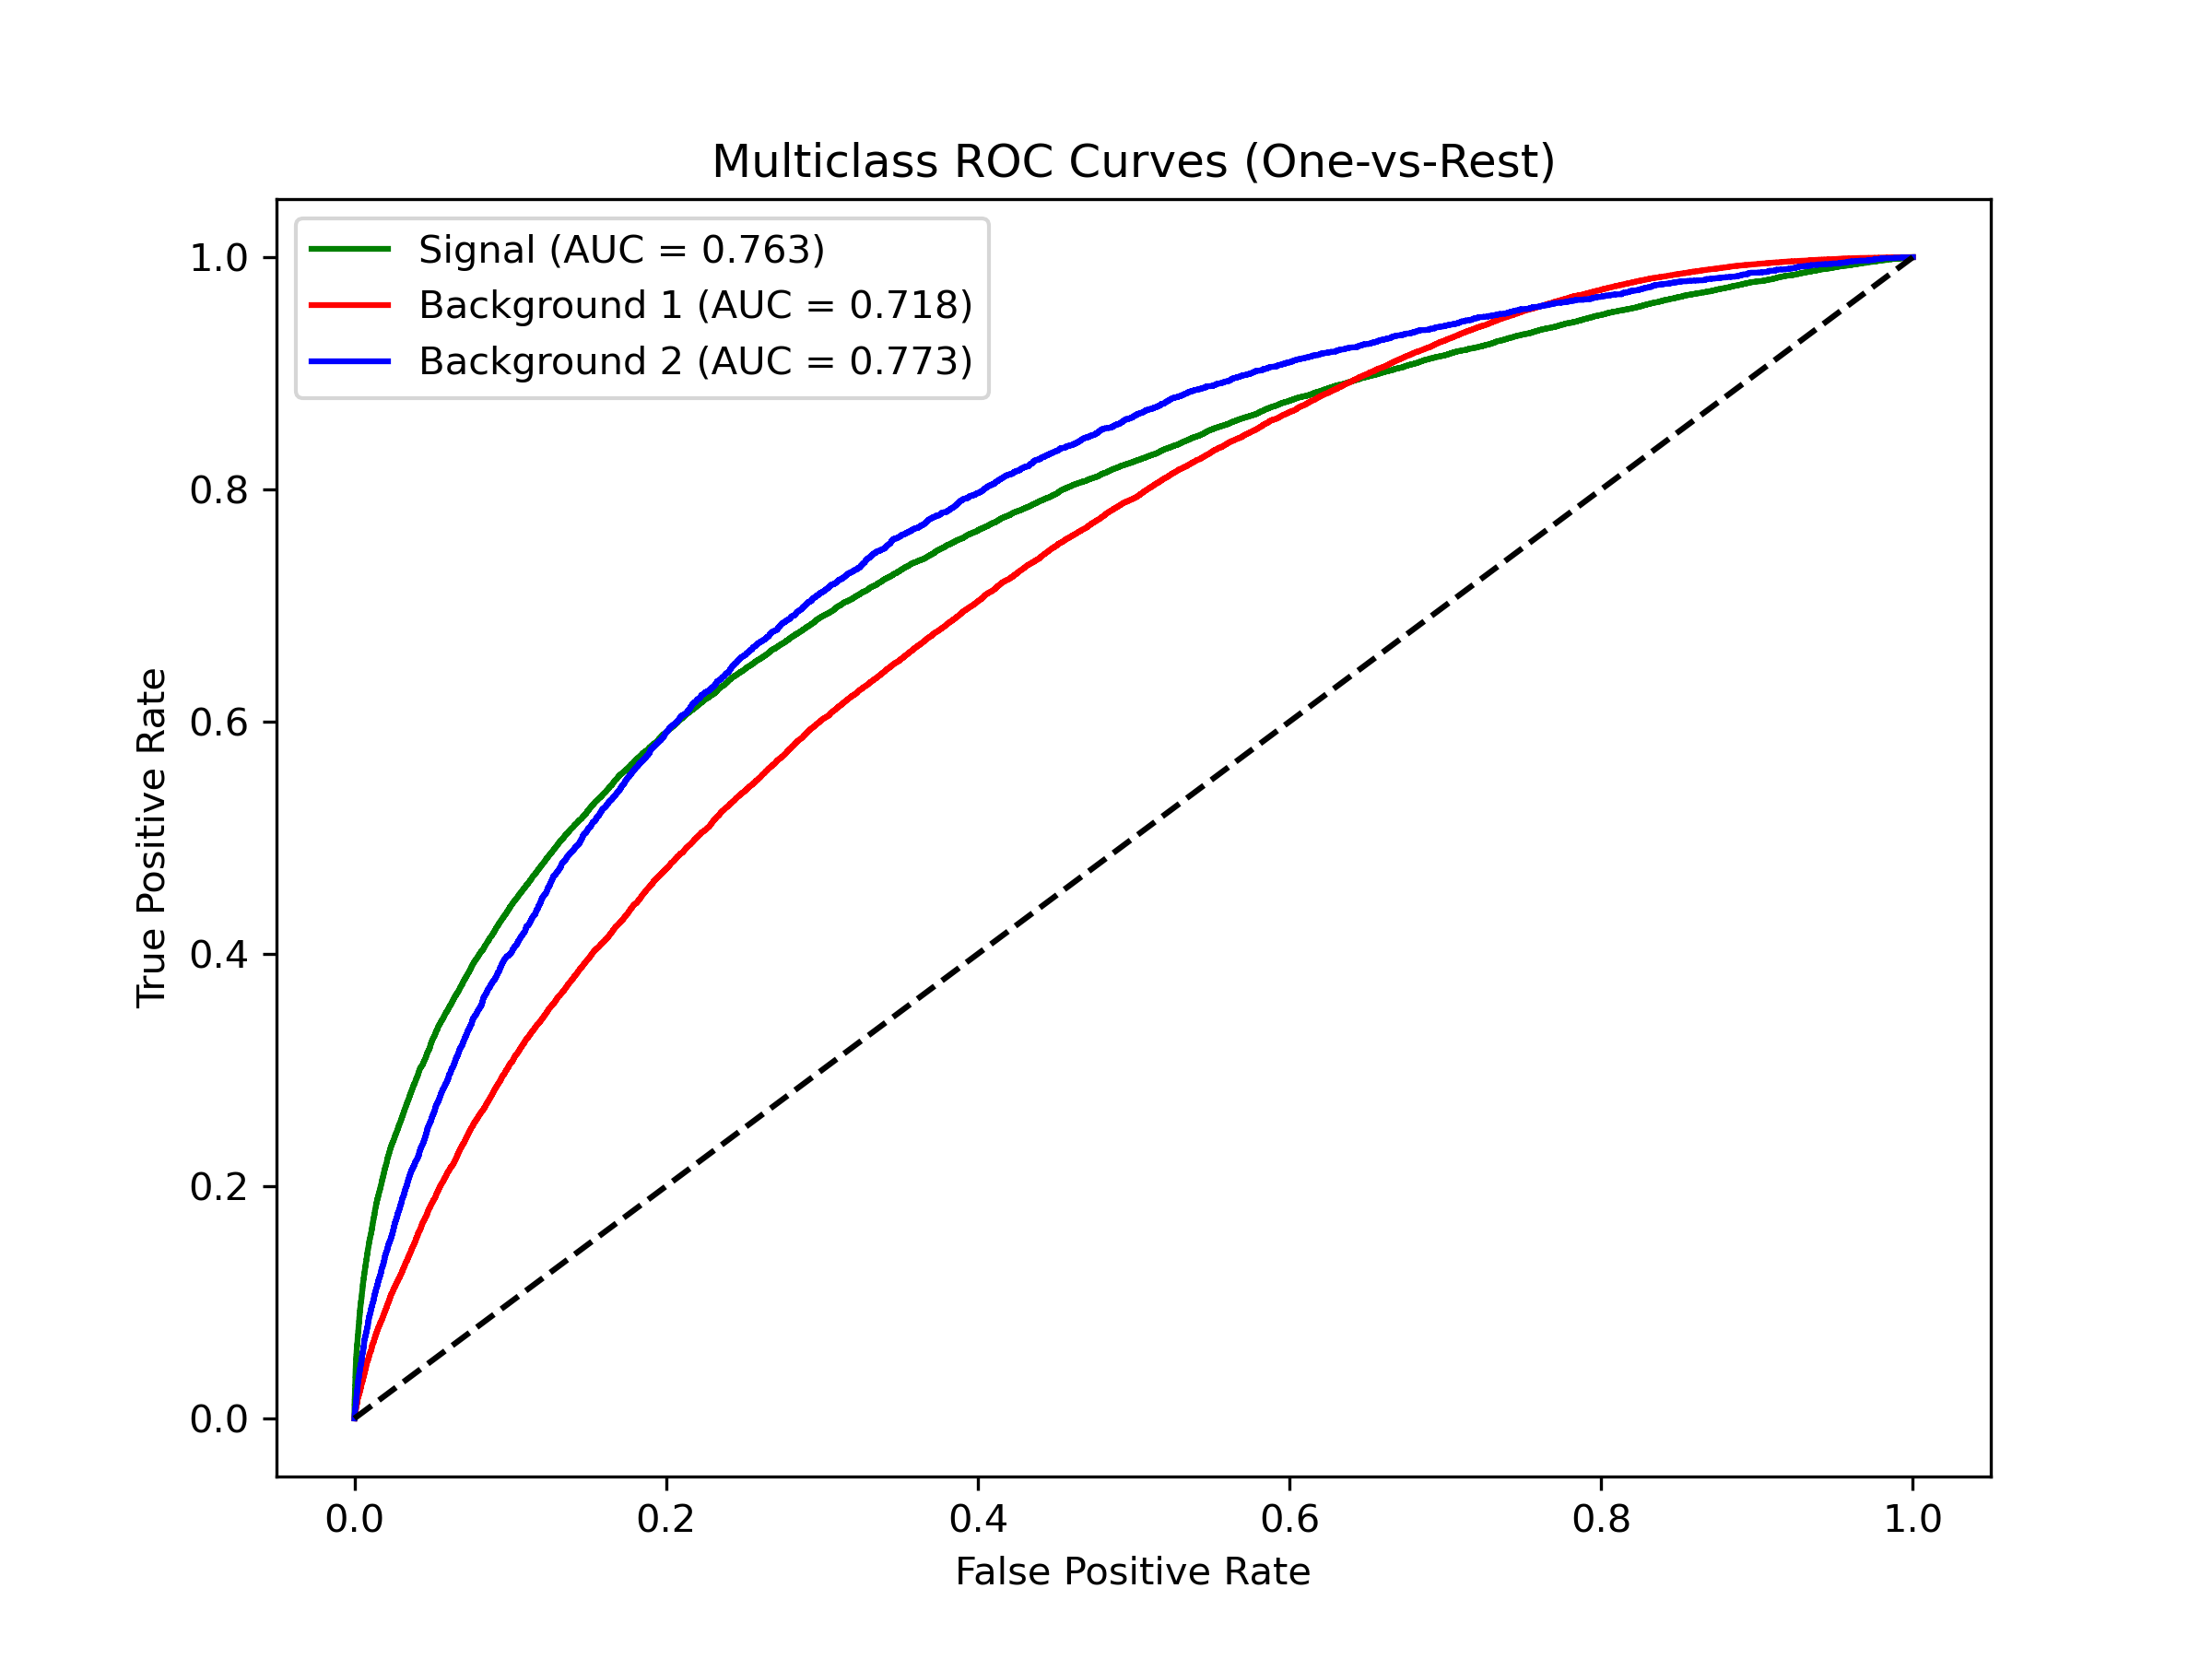 Multiclass ROC Curves (One-vs-Rest)
Signal (AUC = 0.763)
Background 1 (AUC = 0.718)
Background 2 (AUC = 0.773)
True Positive Rate
1.0
0.8
0.6
0.4
0.2
0.0
0.0 0.2 0.4 0.6 0.8 1.0
False Positive Rate